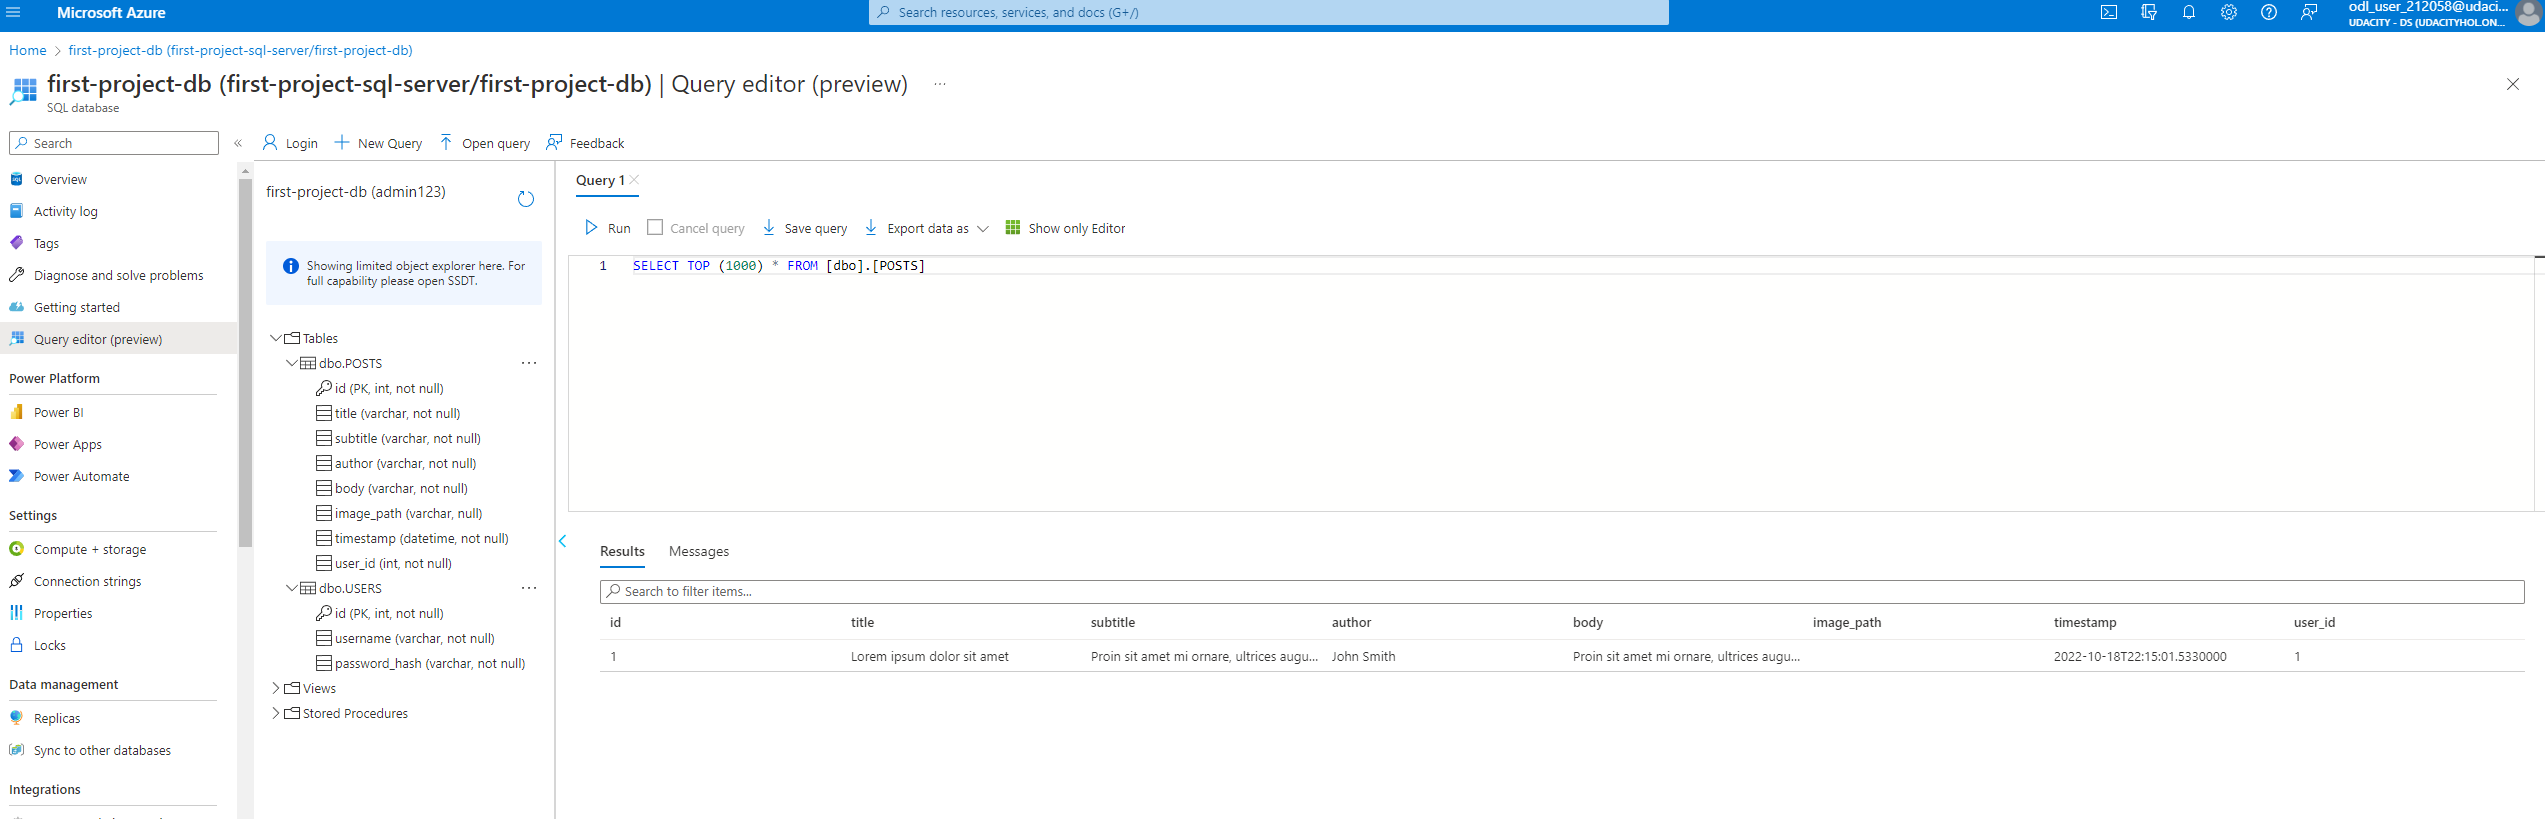 Microsoft Azure
Search resources, services, and docs (G+/)
odl_user_212058@udaci...
UDACITY - DS (UDACITYHOL.ON...
Home > first-project-db (first-project-sql-server/first-project-db)
first-project-db (first-project-sql-server/first-project-db) | Query editor (preview) ...
SQL database
Search
«
Login
New Query
Open query
Feedback
Overview
Activity log
Tags
Diagnose and solve problems
Getting started
Query editor (preview)
Power Platform
Power BI
Power Apps
Power Automate
Settings
Compute + storage
Connection strings
Properties
Locks
Data management
Replicas
Sync to other databases
Integrations
first-project-db (admin123)
Showing limited object explorer here. For
full capability please open SSDT.
Tables
dbo.POSTS ...
id (PK, int, not null)
title (varchar, not null)
subtitle (varchar, not null)
author (varchar, not null)
body (varchar, not null)
image_path (varchar, null)
timestamp (datetime, not null)
user_id (int, not null)
dbo.USERS ...
id (PK, int, not null)
username (varchar, not null)
password_hash (varchar, not null)
Views
Stored Procedures
Query 1
Run
Cancel query
Save query
Export data as
Show only Editor
1 SELECT TOP (1000) * FROM [dbo].[POSTS]
Results Messages
Search to filter items...
id title subtitle author body image_path timestamp user_id
1 Lorem ipsum dolor sit amet Proin sit amet mi ornare, ultrices augu... John Smith Proin sit amet mi ornare, ultrices augu... 2022-10-18T22:15:01.5330000 1